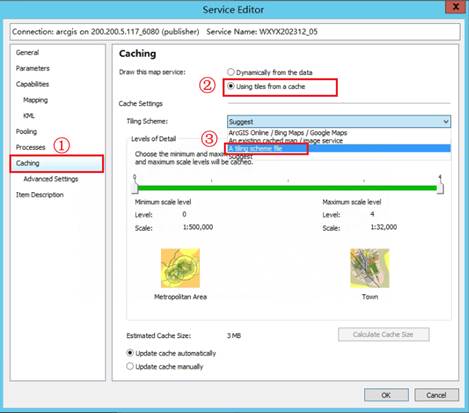 Service Editor
Connection: arcgis on 200.200.5.117_6080 (publisher) Service Name: WXYX202312_05
General
Parameters
Capabilities
Mapping
KML
Pooling
Processes
①
Caching
Advanced Settings
Item Description
Caching
Draw this map service:
Dynamically from the data
②
Using tiles from a cache
Cache Settings
Tiling Scheme:
Suggest
ArcGIS Online / Bing Maps / Google Maps
An existing cached map / image service
③
A tiling scheme file
Suggest
Levels of Detail
Choose the minimum and maxim
and maximum scale levels will be cached.
0
4
Minimum scale level
Maximum scale level
Level: 0
Level: 4
Scale: 1:500,000
Scale: 1:32,000
Metropolitan Area
Town
Estimated Cache Size: 3 MB
Calculate Cache Size
Update cache automatically
Update cache manually
OK
Cancel